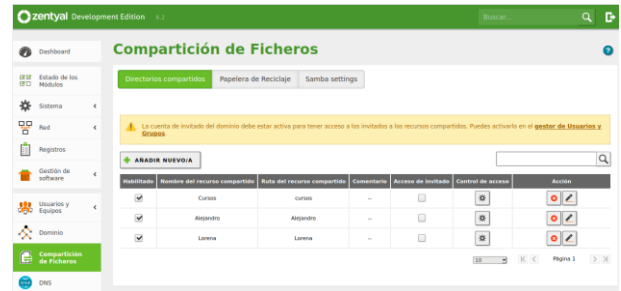 zentyal Development Edition 6.2
Buscar...
Compartición de Ficheros
Dashboard
Estado de los Módulos
Sistema
Red
Registros
Gestión de software
Usuarios y Equipos
Dominio
Compartición de Ficheros
DNS
Directorios compartidos Papelera de Reciclaje Samba settings
La cuenta de invitado del dominio debe estar activa para tener acceso a los invitados a los recursos compartidos. Puedes activarlo en el gestor de Usuarios y
Grupos
AÑADIR NUEVO/A
Habilitado Nombre del recurso compartido Ruta del recurso compartido Comentario Acceso de invitado Control de acceso Acción
Cursos Cursos --
Alejandro Alejandro --
Lorena Lorena --
10 Página 1